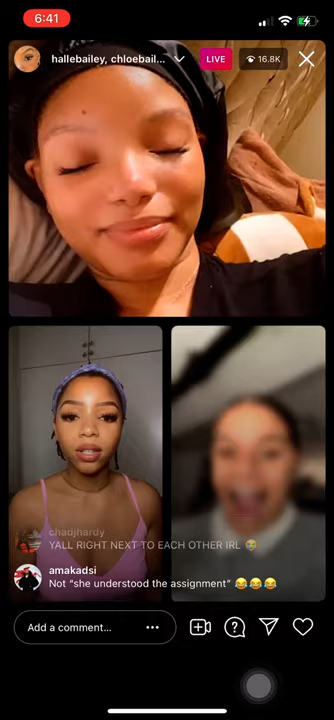 6:41
hallebailey, chloebail...
LIVE
16.8K
chadjhardy
YALL RIGHT NEXT TO EACH OTHER IRL 😭
amakadsi
Not “she understood the assignment” 😂😂😂
Add a comment...